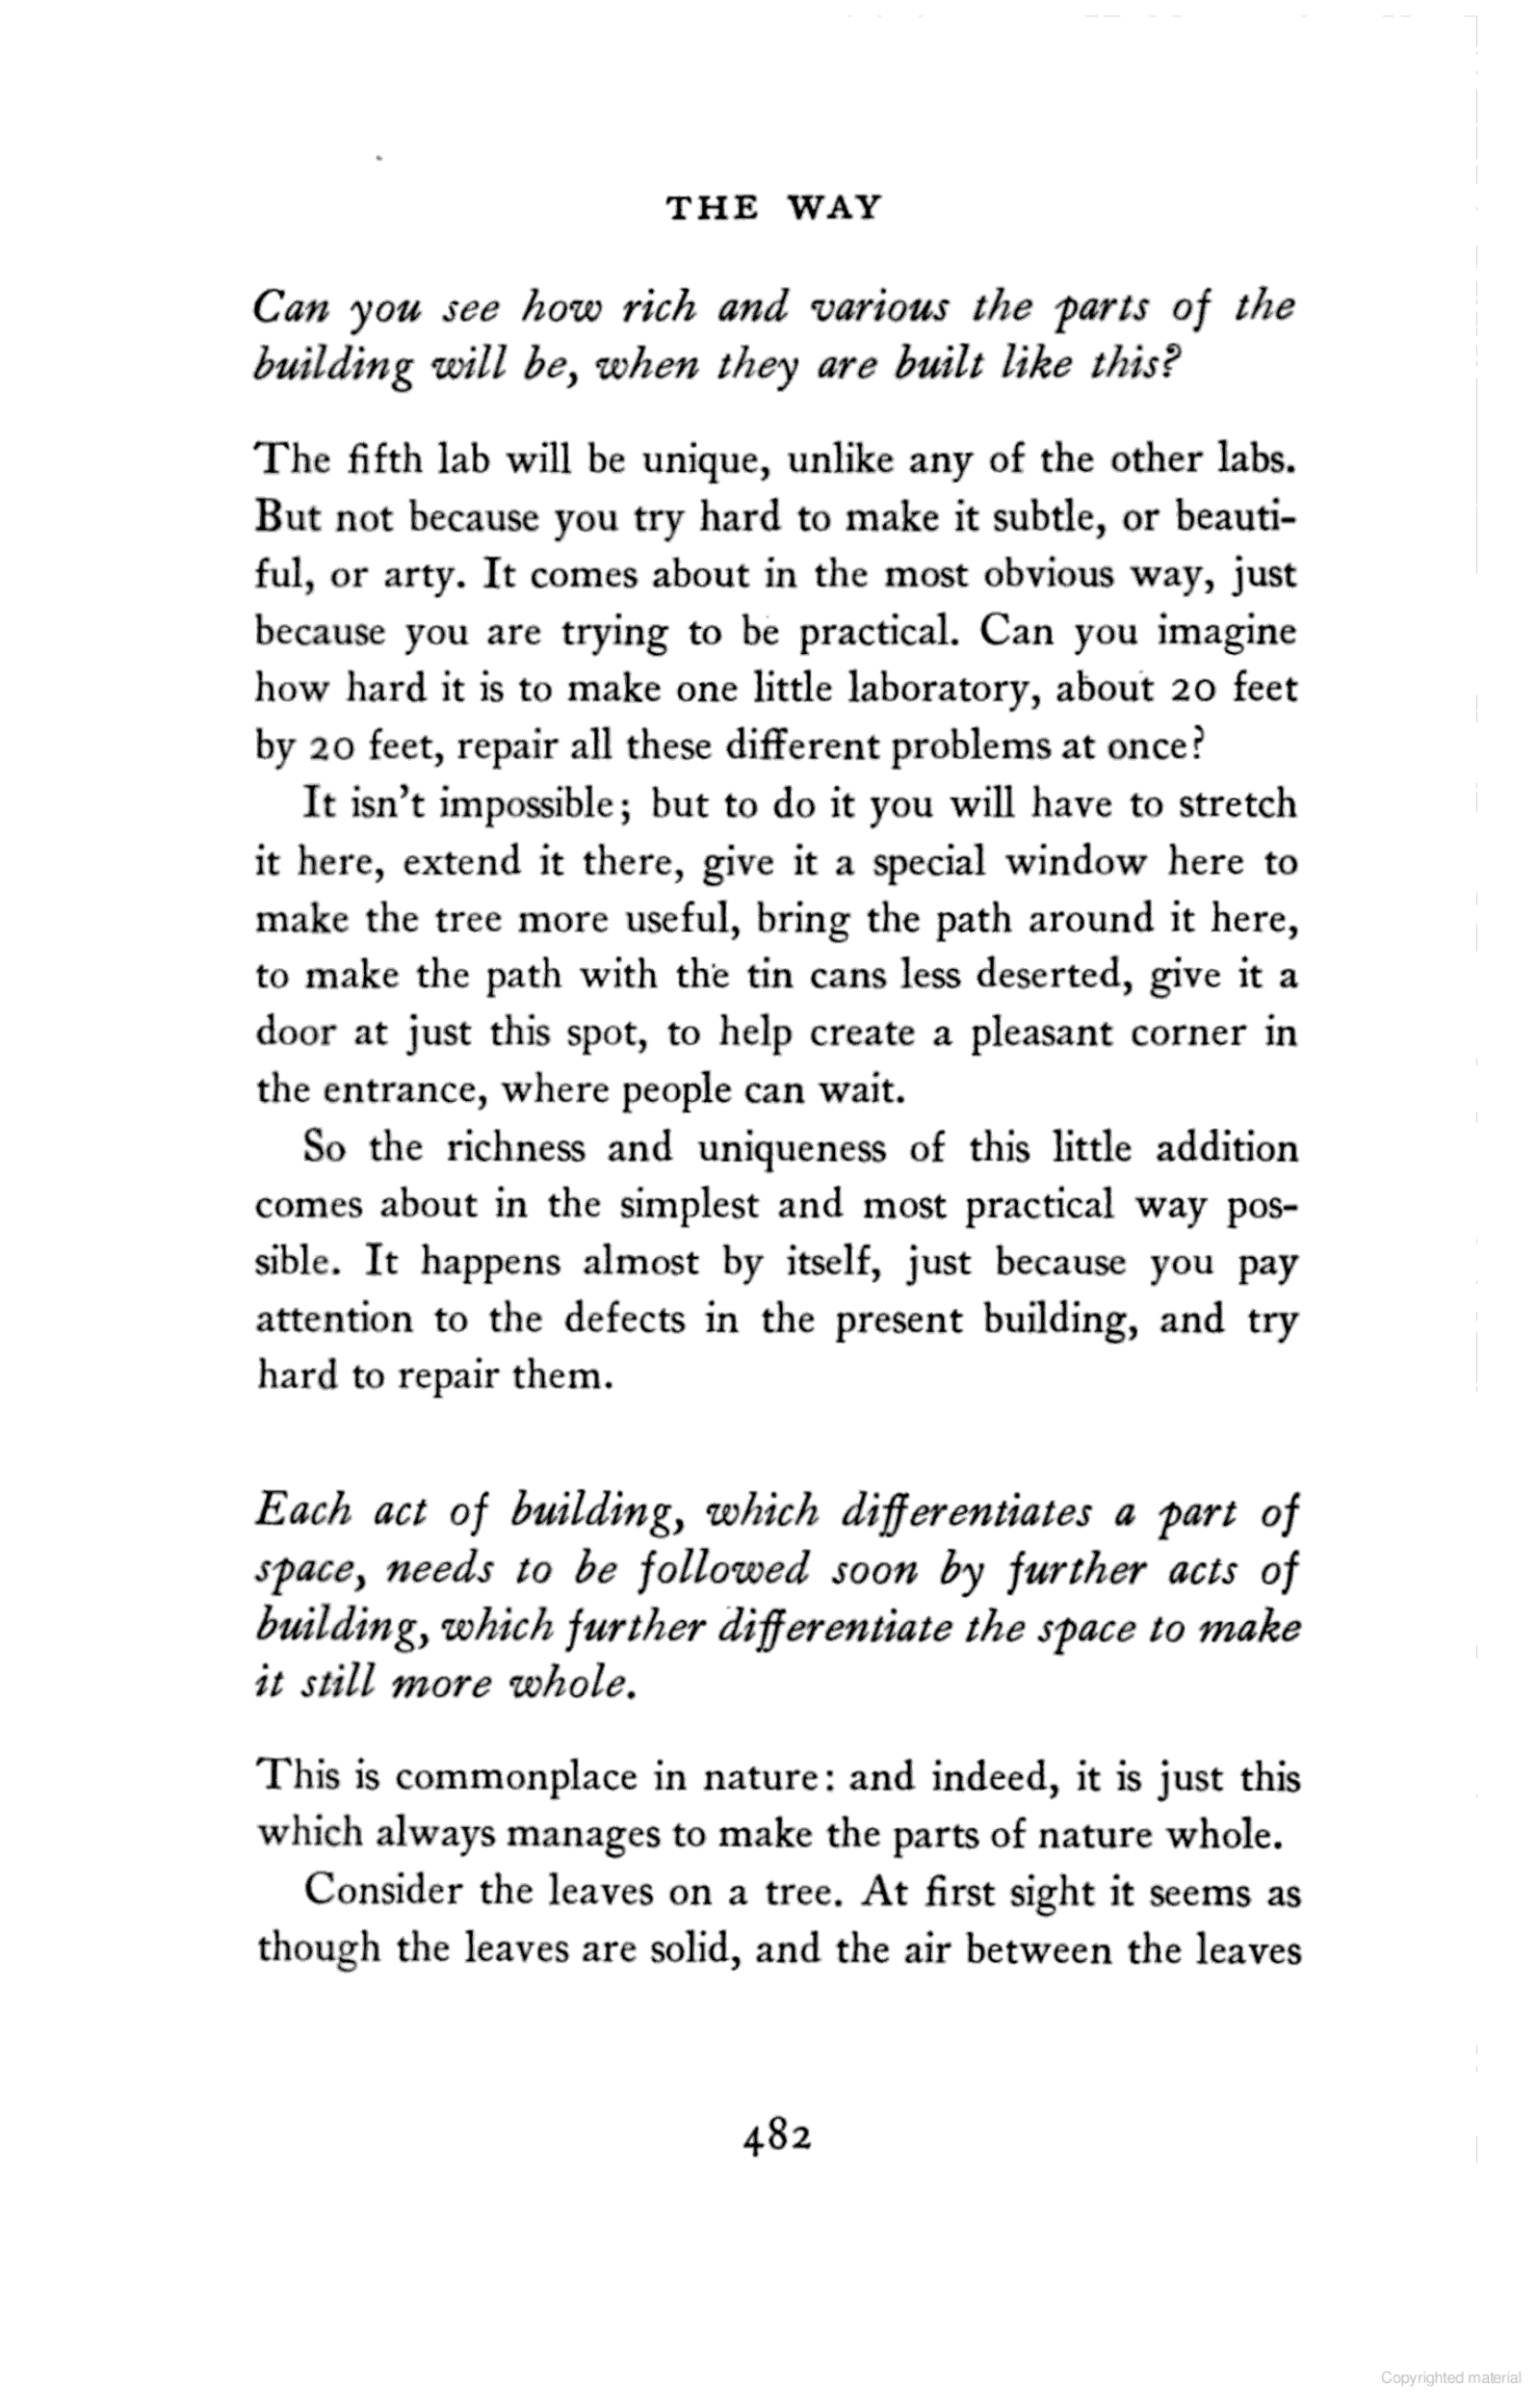 THE WAY
Can you see how rich and various the parts of the
building will be, when they are built like this?
The fifth lab will be unique, unlike any of the other labs.
But not because you try hard to make it subtle, or beauti-
ful, or arty. It comes about in the most obvious way, just
because you are trying to be practical. Can you imagine
how hard it is to make one little laboratory, about 20 feet
by 20 feet, repair all these different problems at once?
It isn't impossible; but to do it you will have to stretch
it here, extend it there, give it a special window here to
make the tree more useful, bring the path around it here,
to make the path with the tin cans less deserted, give it a
door at just this spot, to help create a pleasant corner in
the entrance, where people can wait.
So the richness and uniqueness of this little addition
comes about in the simplest and most practical way pos-
sible. It happens almost by itself, just because you pay
attention to the defects in the present building, and try
hard to repair them.
Each act of building, which differentiates a part of
space, needs to be followed soon by further acts of
building, which further differentiate the space to make
it still more whole.
This is commonplace in nature: and indeed, it is just this
which always manages to make the parts of nature whole.
Consider the leaves on a tree. At first sight it seems as
though the leaves are solid, and the air between the leaves
482
Copyrighted material